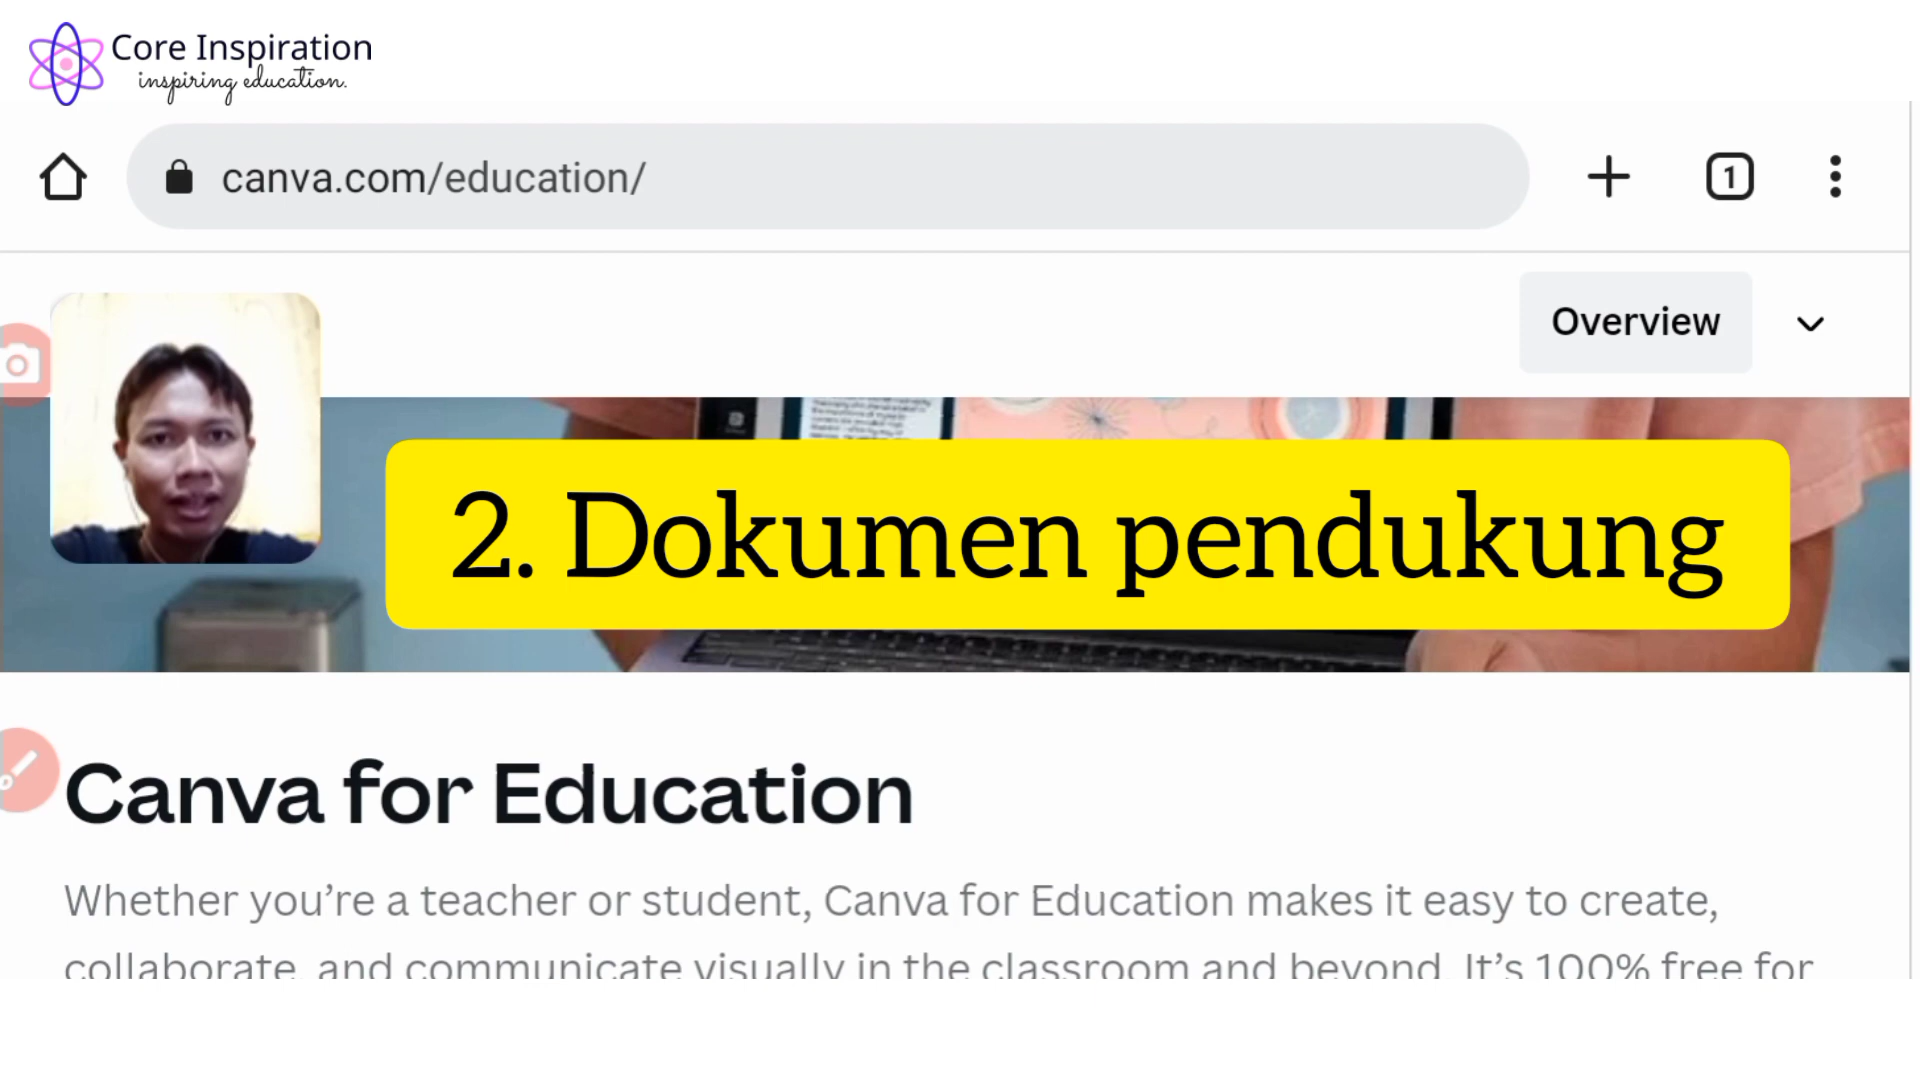 Core Inspiration
inspiring education.
canva.com/education/
1
Overview
2. Dokumen pendukung
Canva for Education
Whether you’re a teacher or student, Canva for Education makes it easy to create,
collaborate, and communicate visually in the classroom and beyond. It’s 100% free for